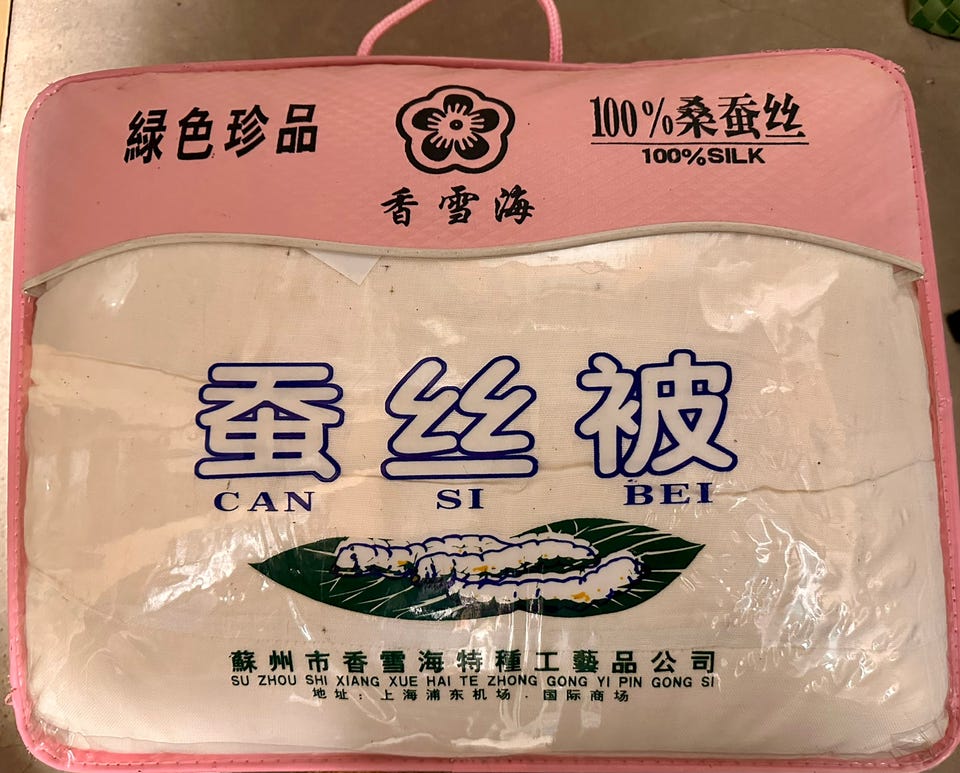 緑色珍品
香雪海
100%桑蚕丝
100%SILK
蚕丝被
CAN SI BEI
蘇州市香雪海特種工藝品公司
SU ZHOU SHI XIANG XUE HAI TE ZHONG GONG YI PIN GONG SI
地址：上海浦东机场·国际商场